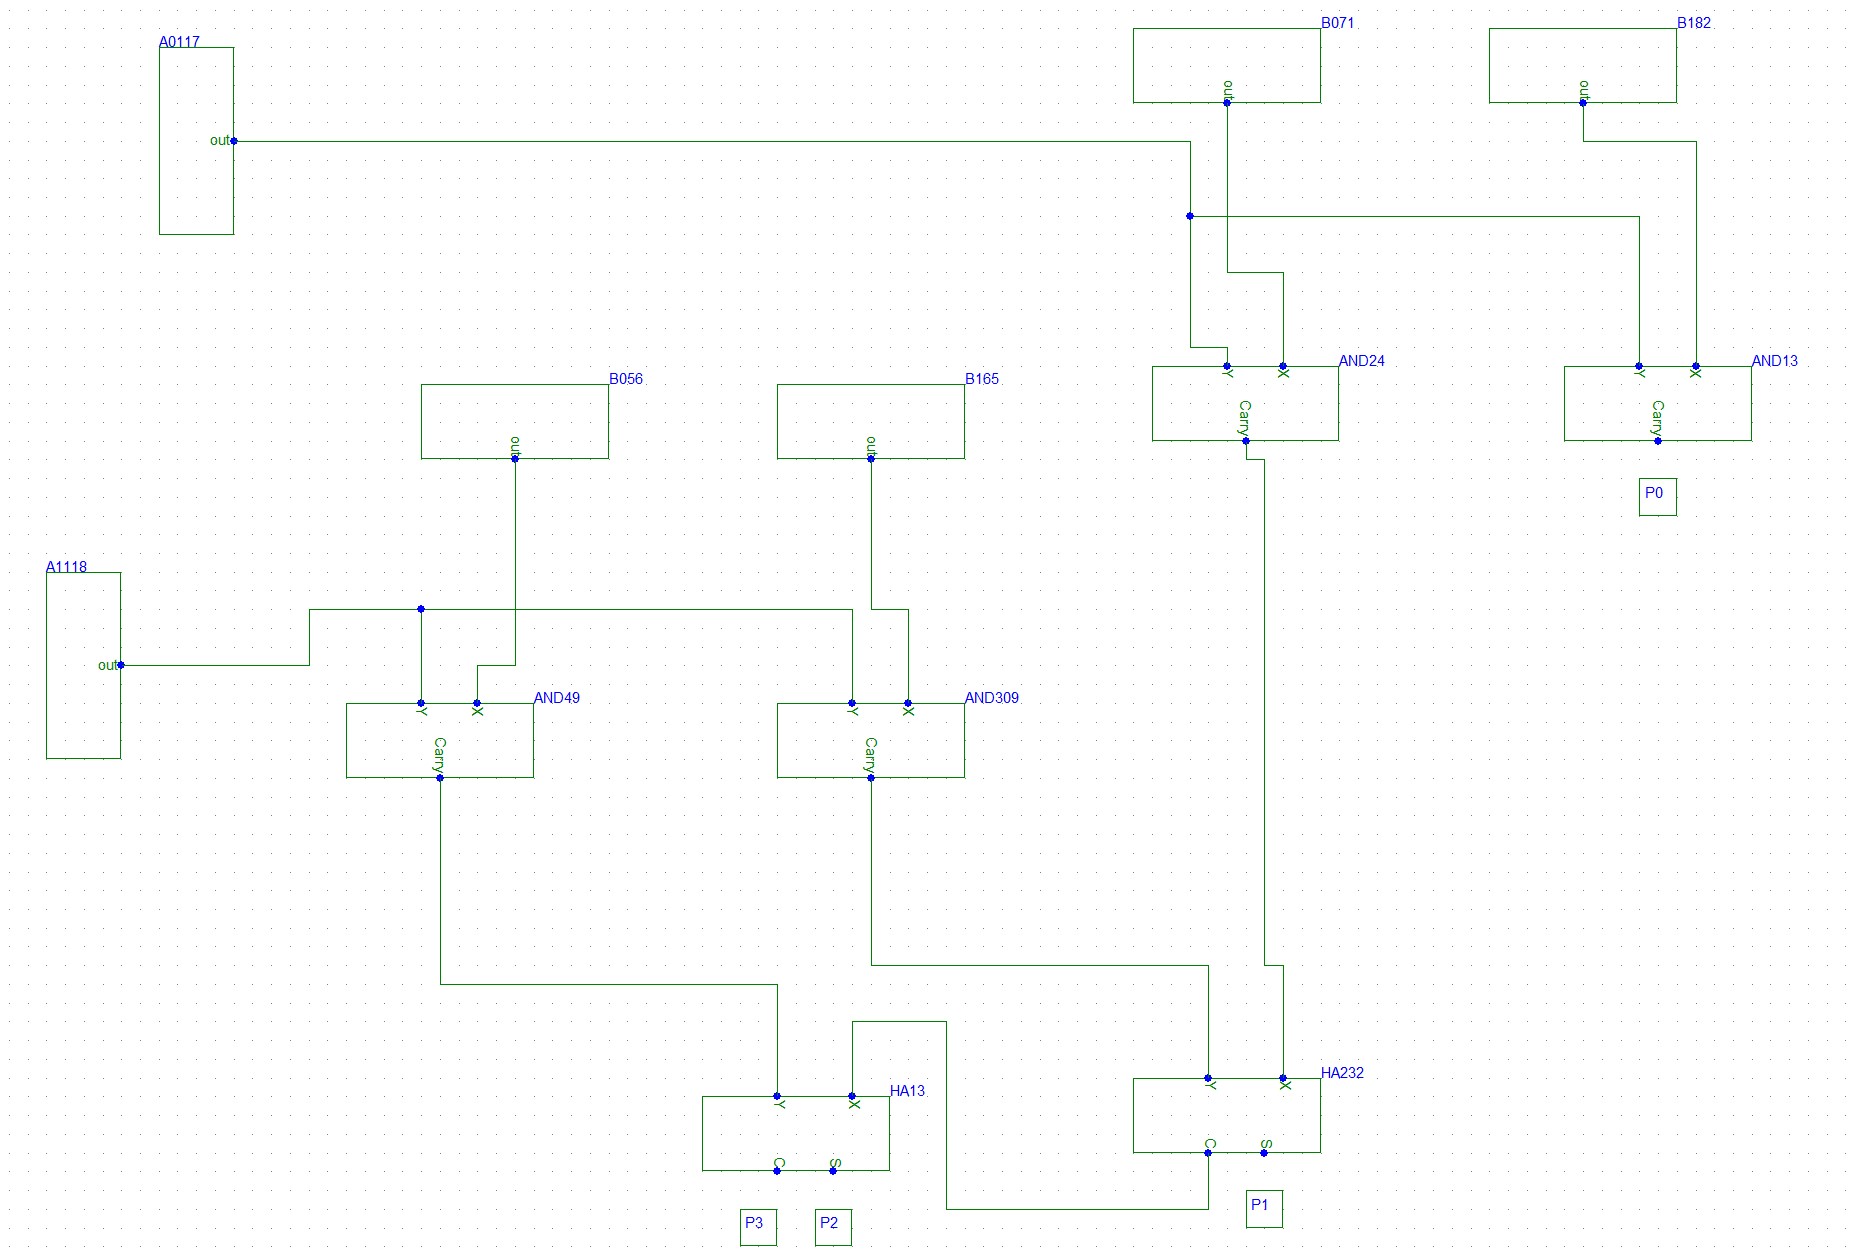 B071
B182
A0117
out
out
out
AND24
AND13
Y
X
Y
X
B056
B165
Carry
Carry
out
out
P0
A1118
out
AND49
AND309
Y
X
Y
X
Carry
Carry
HA232
Y
X
HA13
Y
X
C
S
C
S
P1
P3
P2